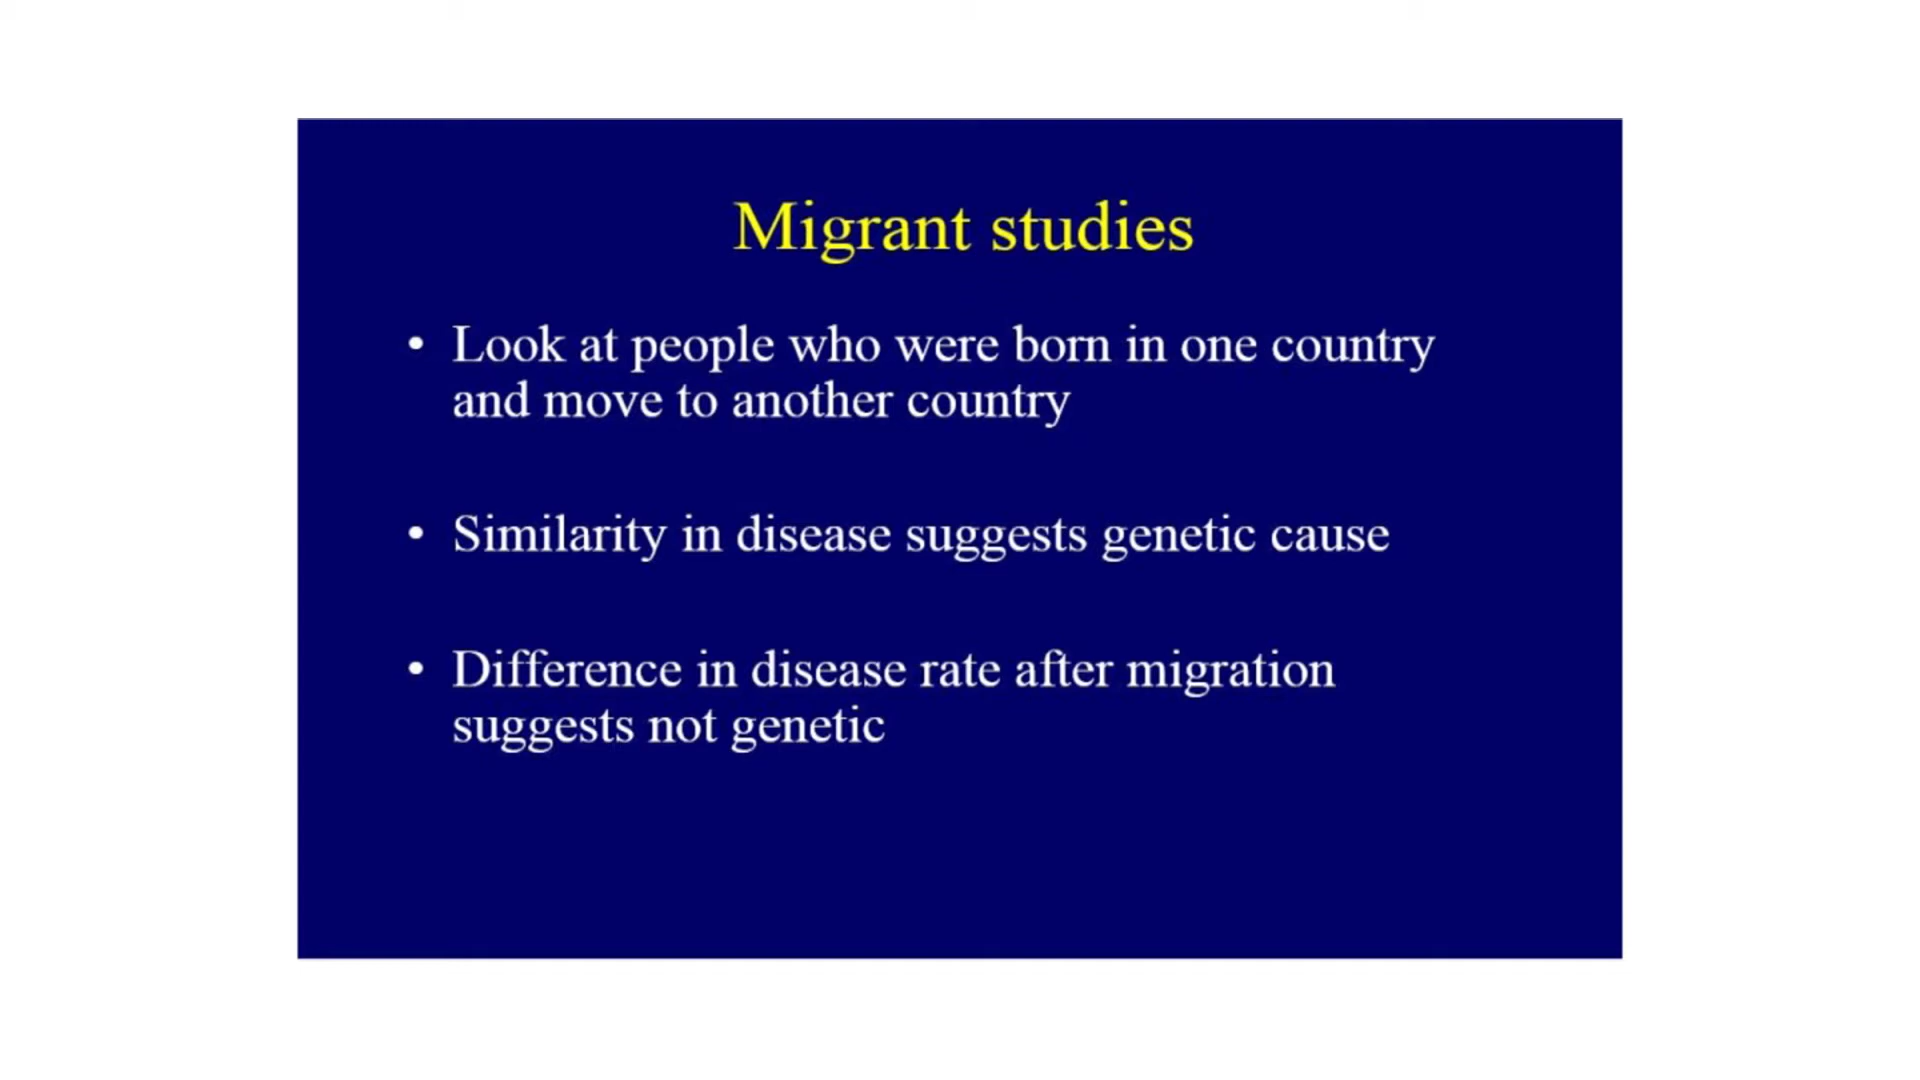 Migrant studies
• Look at people who were born in one country
and move to another country
• Similarity in disease suggests genetic cause
• Difference in disease rate after migration
suggests not genetic